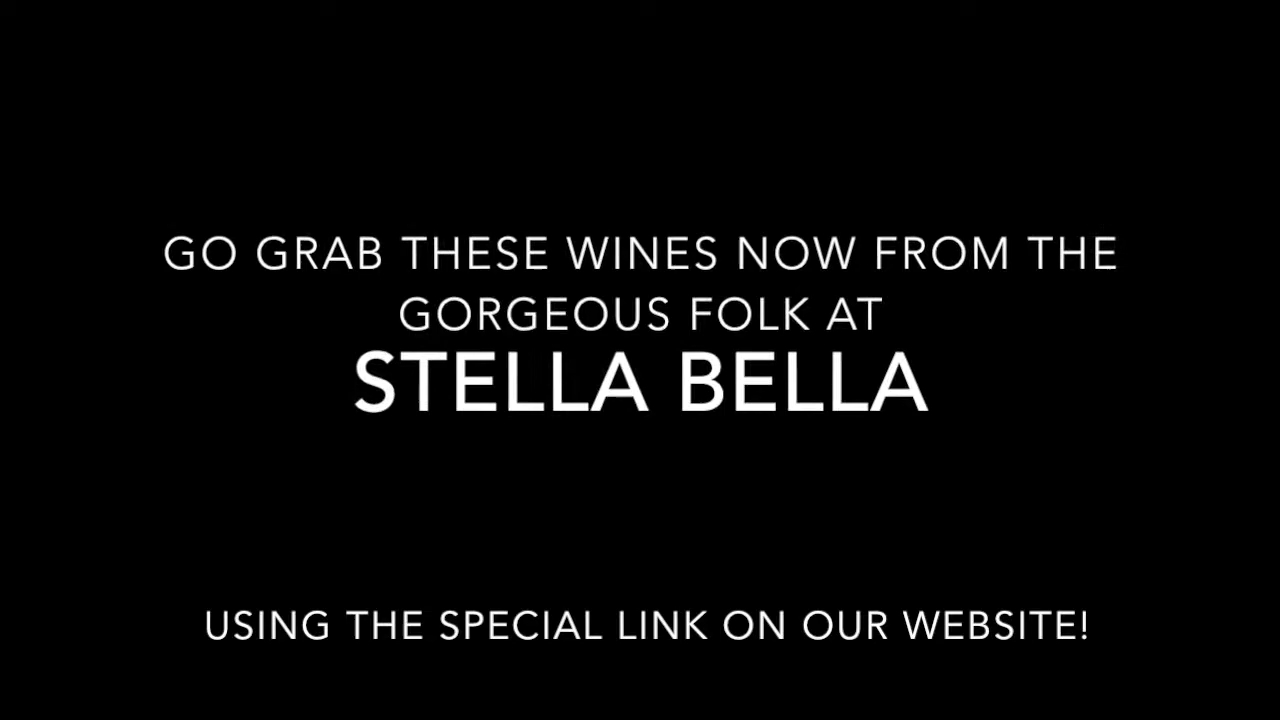 GO GRAB THESE WINES NOW FROM THE
GORGEOUS FOLK AT
STELLA BELLA
USING THE SPECIAL LINK ON OUR WEBSITE!